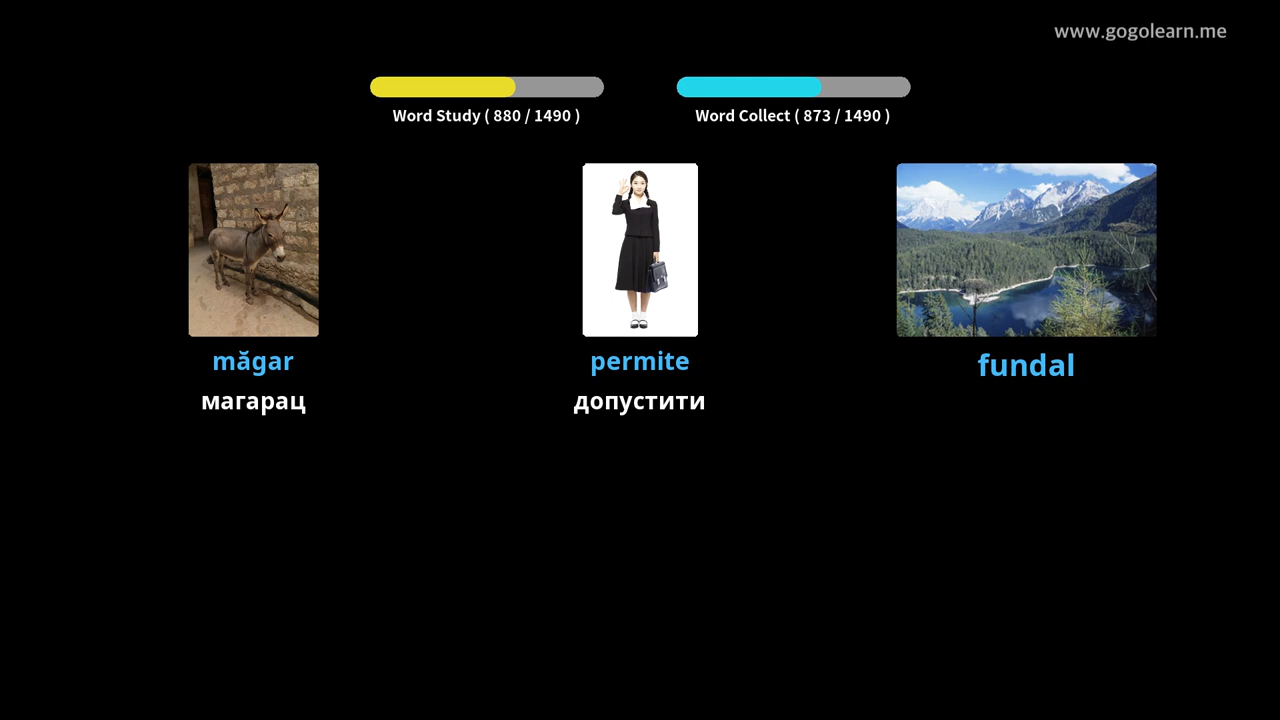 www.gogolearn.me
Word Study ( 880 / 1490 )
Word Collect ( 873 / 1490 )
măgar
магарац
permite
допустити
fundal